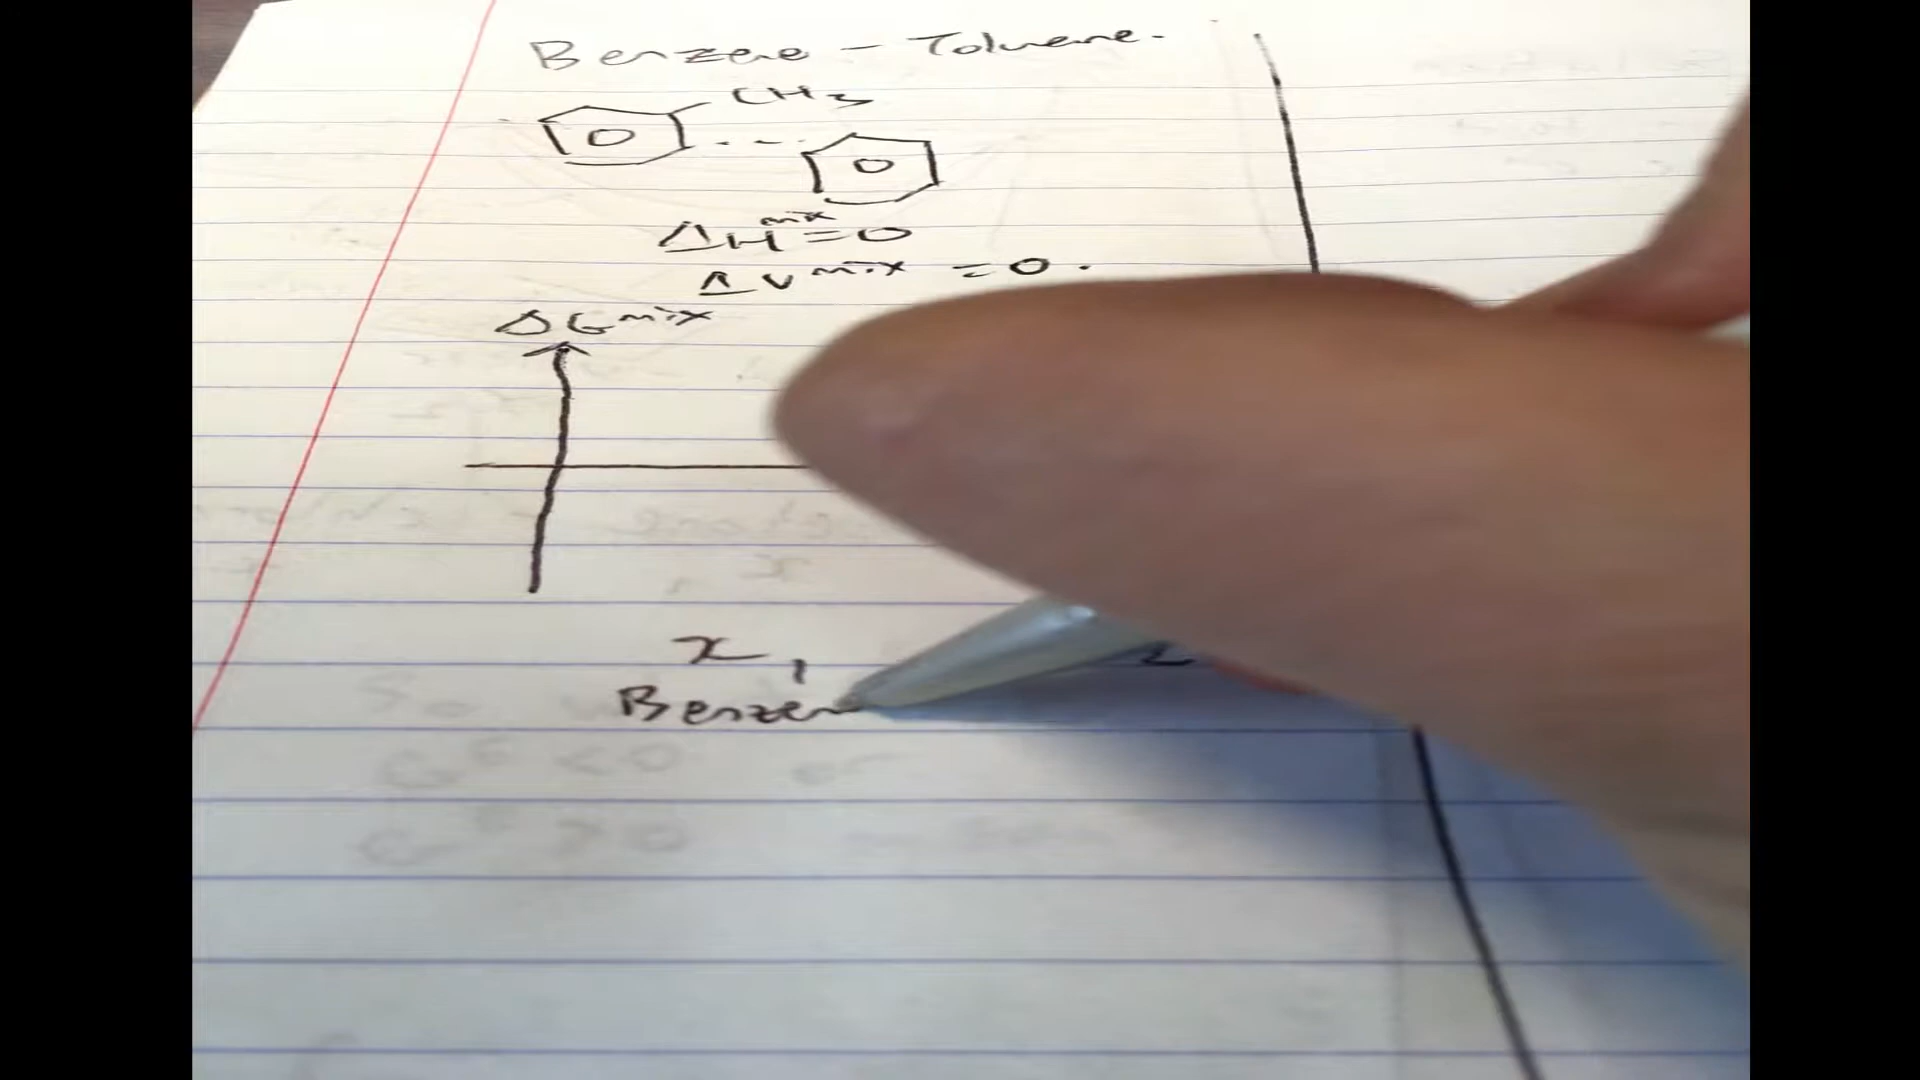 Benzene - Toluene.
CH3
ΔH^mix = 0
ΔV^mix = 0.
ΔG^mix
x1
Benzen